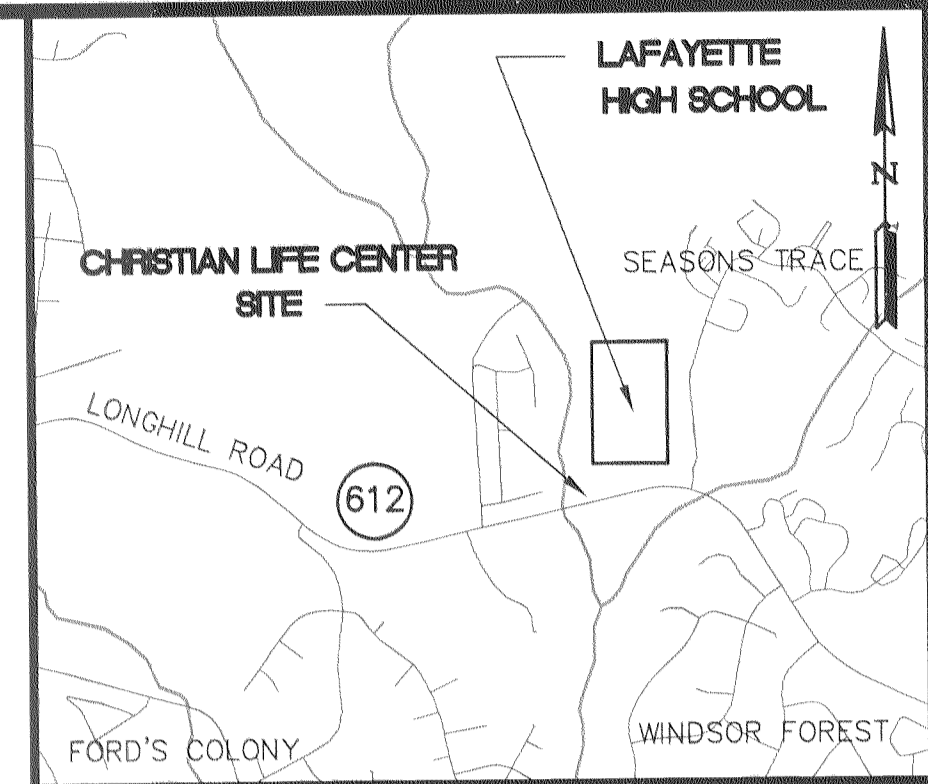 LAFAYETTE
HIGH SCHOOL
N
SEASONS TRACE
CHRISTIAN LIFE CENTER
SITE
LONGHILL ROAD
612
FORD'S COLONY
WINDSOR FOREST